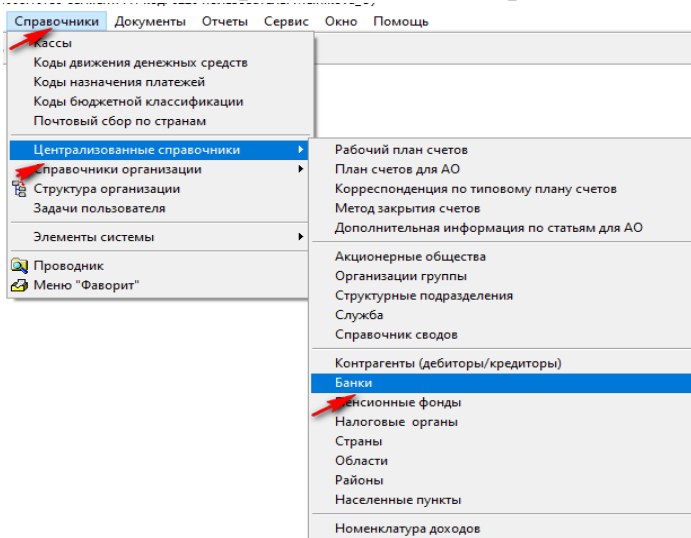 Справочники Документы Отчеты Сервис Окно Помощь
Кассы
Коды движения денежных средств
Коды назначения платежей
Коды бюджетной классификации
Почтовый сбор по странам
Централизованные справочники
Справочники организации
Структура организации
Задачи пользователя
Элементы системы
Проводник
Меню "Фаворит"
Рабочий план счетов
План счетов для АО
Корреспонденция по типовому плану счетов
Метод закрытия счетов
Дополнительная информация по статьям для АО
Акционерные общества
Организации группы
Структурные подразделения
Служба
Справочник сводов
Контрагенты (дебиторы/кредиторы)
Банки
Пенсионные фонды
Налоговые органы
Страны
Области
Районы
Населенные пункты
Номенклатура доходов